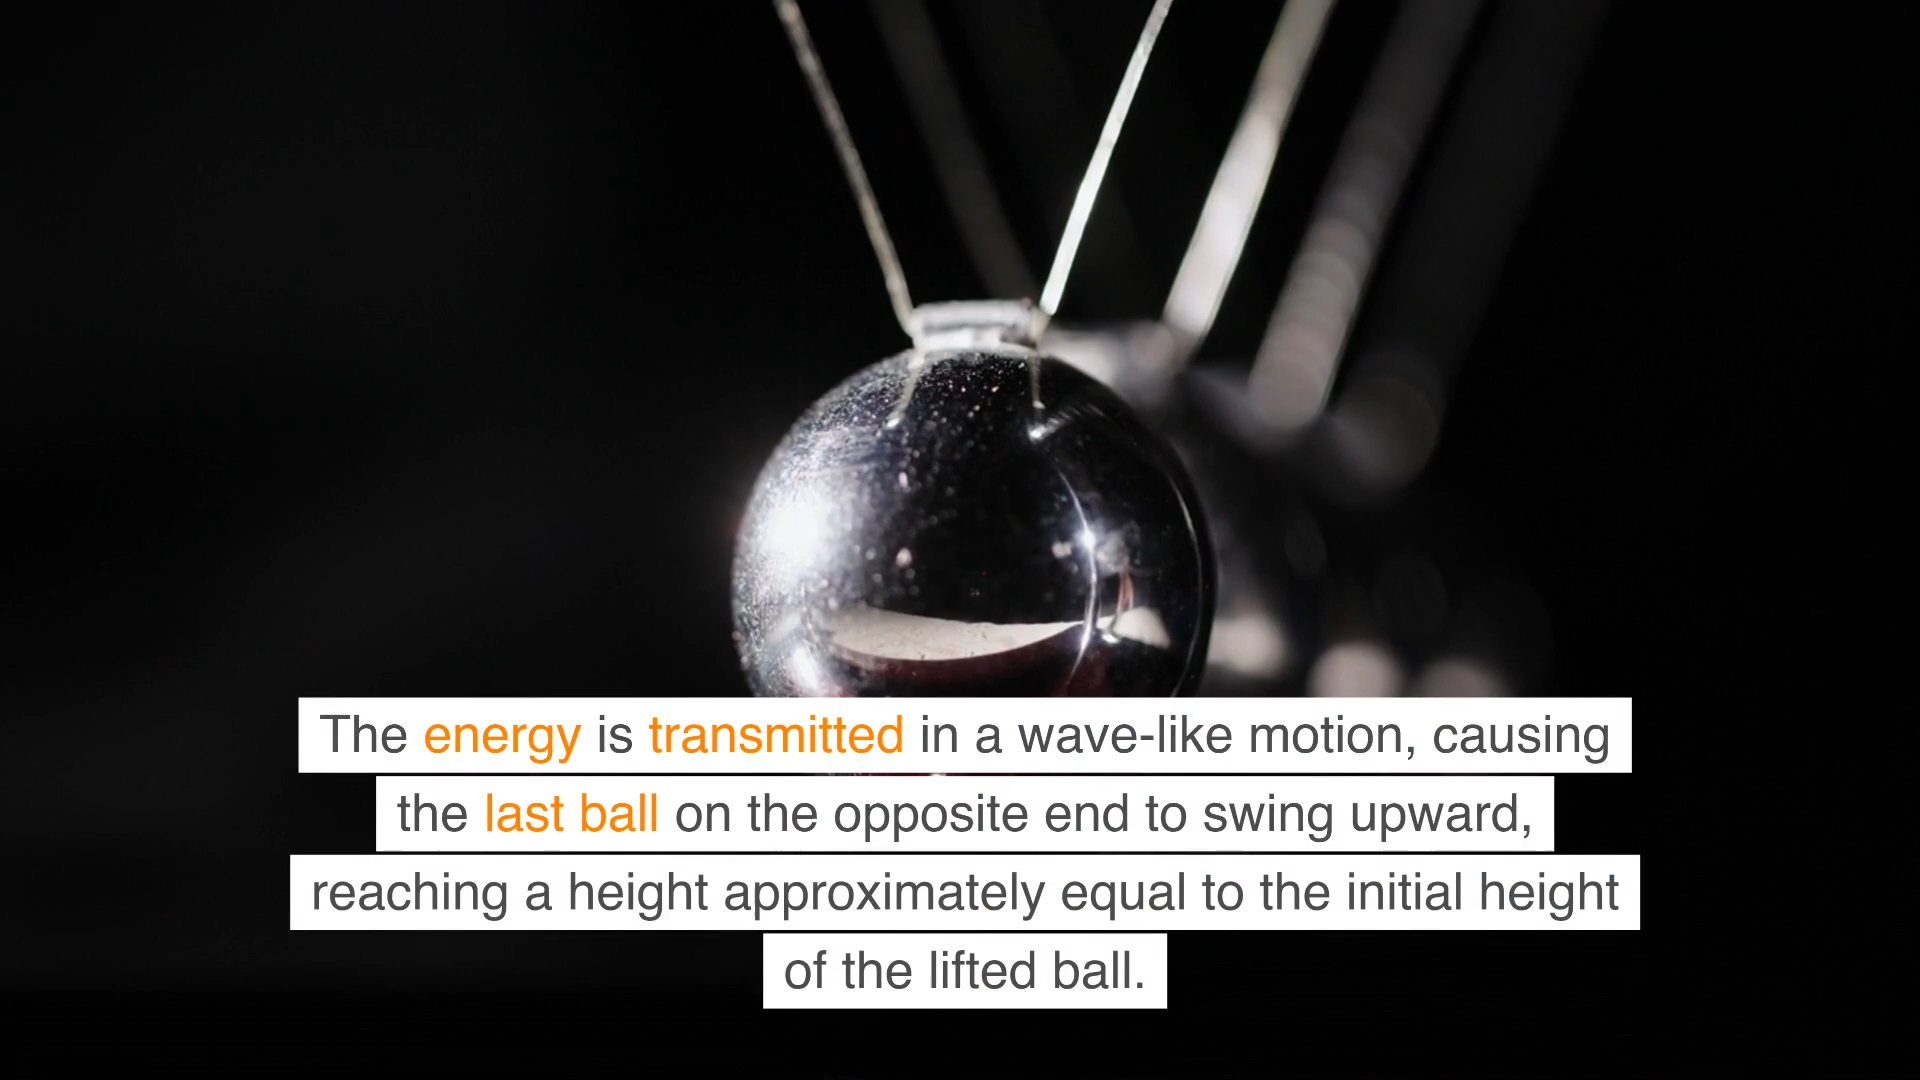 The energy is transmitted in a wave-like motion, causing
the last ball on the opposite end to swing upward,
reaching a height approximately equal to the initial height
of the lifted ball.